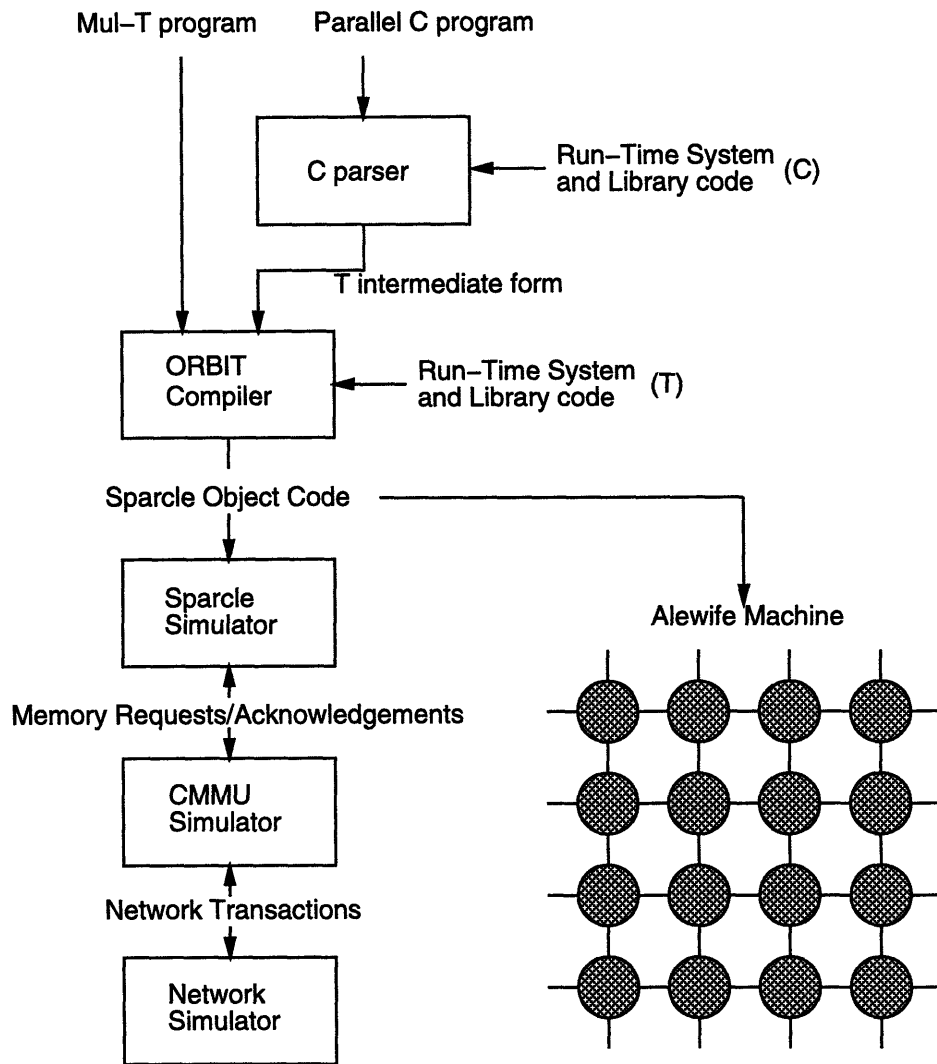 Mul–T program
Parallel C program
C parser
Run–Time System
and Library code (C)
T intermediate form
ORBIT
Compiler
Run–Time System
and Library code (T)
Sparcle Object Code
Sparcle
Simulator
Alewife Machine
Memory Requests/Acknowledgements
CMMU
Simulator
Network Transactions
Network
Simulator